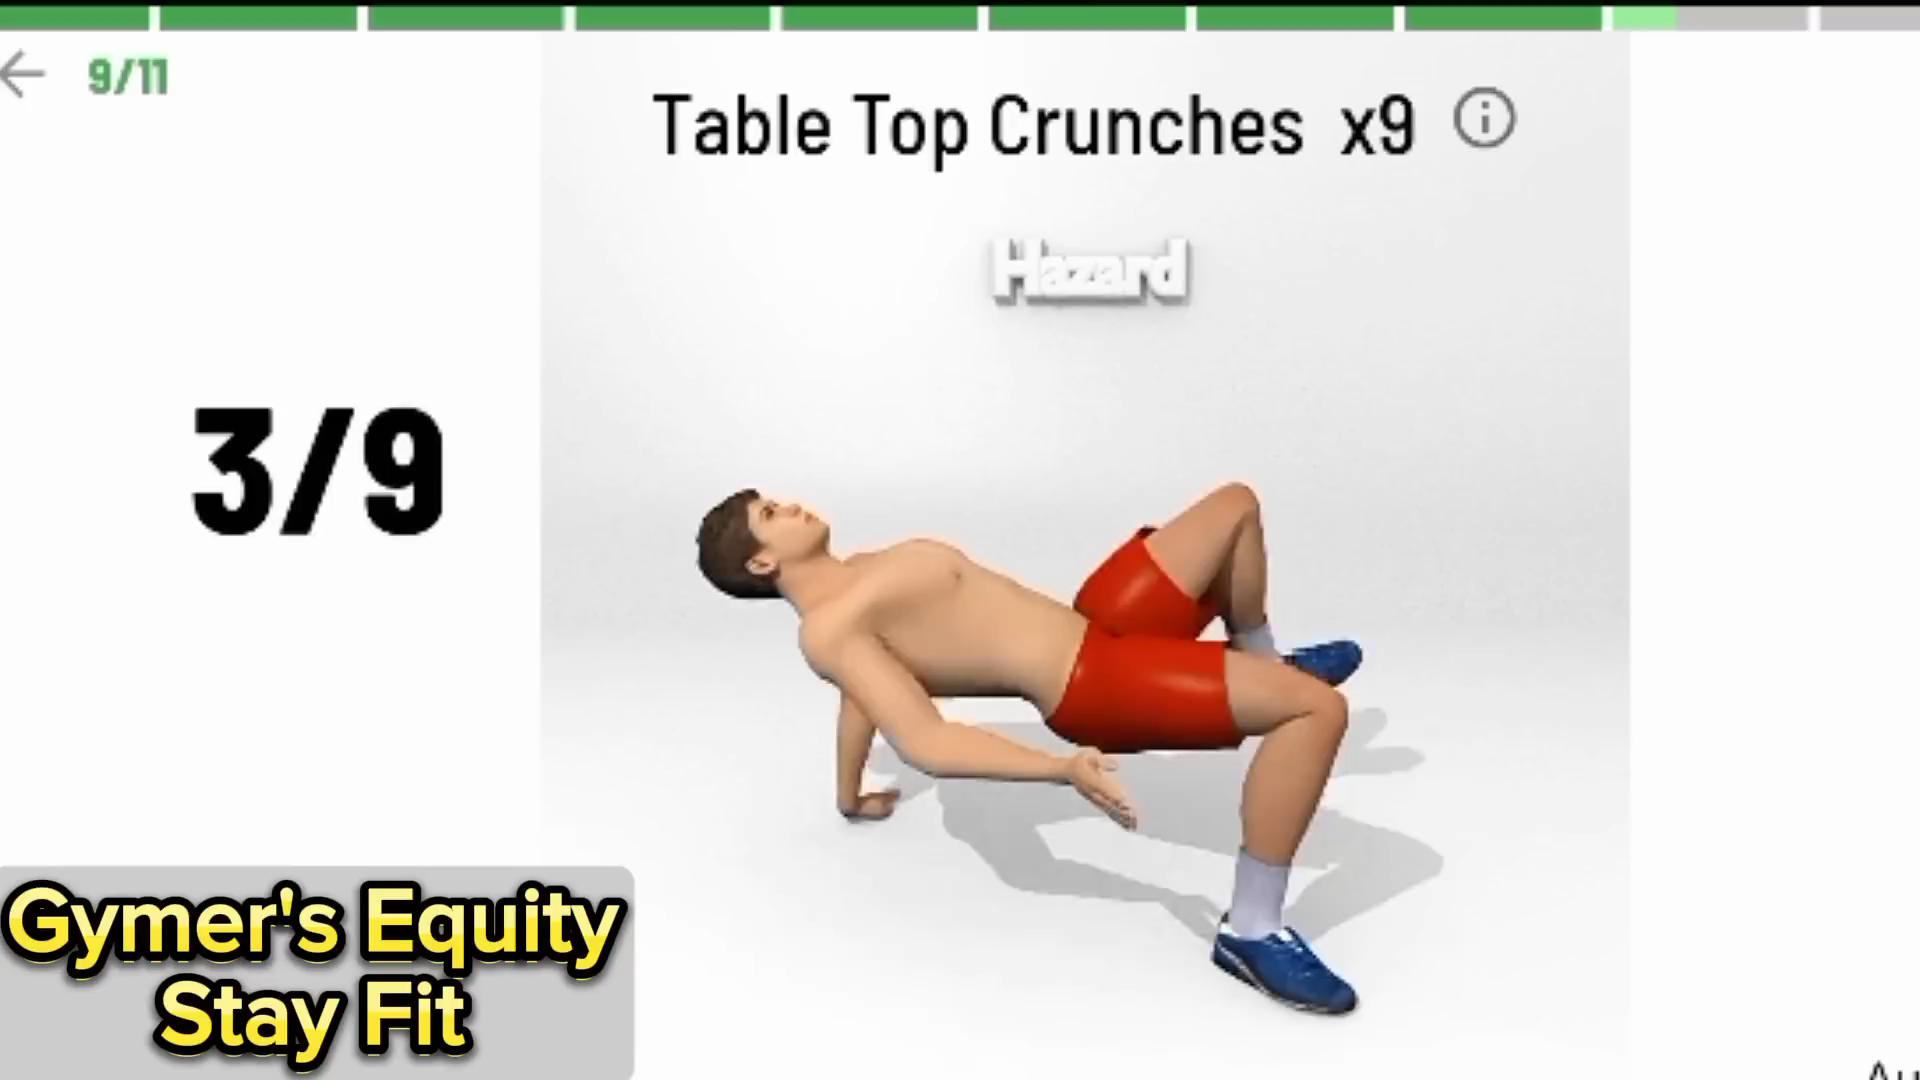 9/11
Table Top Crunches x9
Hazard
3/9
Gymer's Equity
Stay Fit